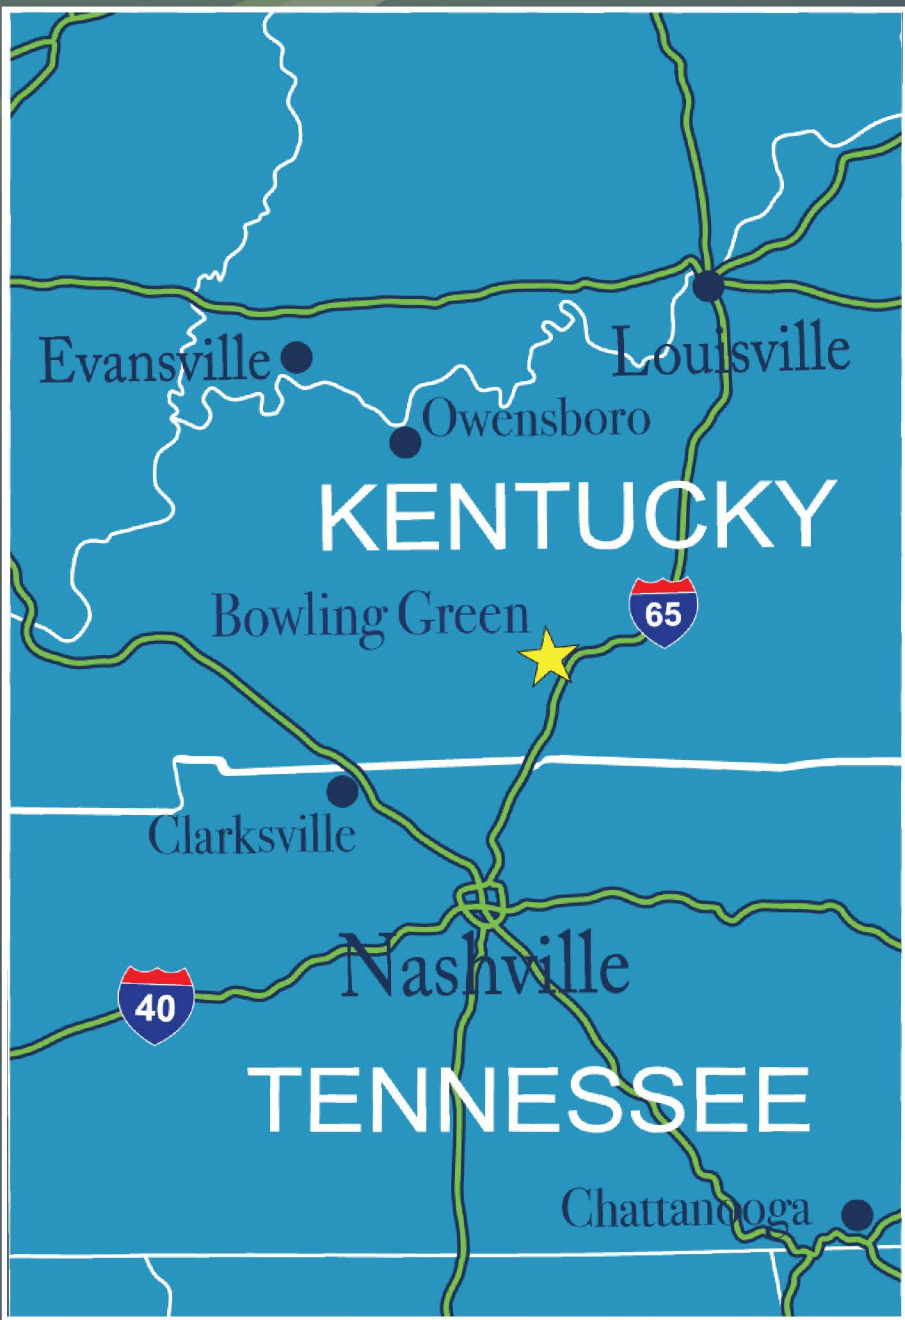 Evansville
Louisville
Owensboro
KENTUCKY
Bowling Green
65
Clarksville
Nashville
40
TENNESSEE
Chattanooga